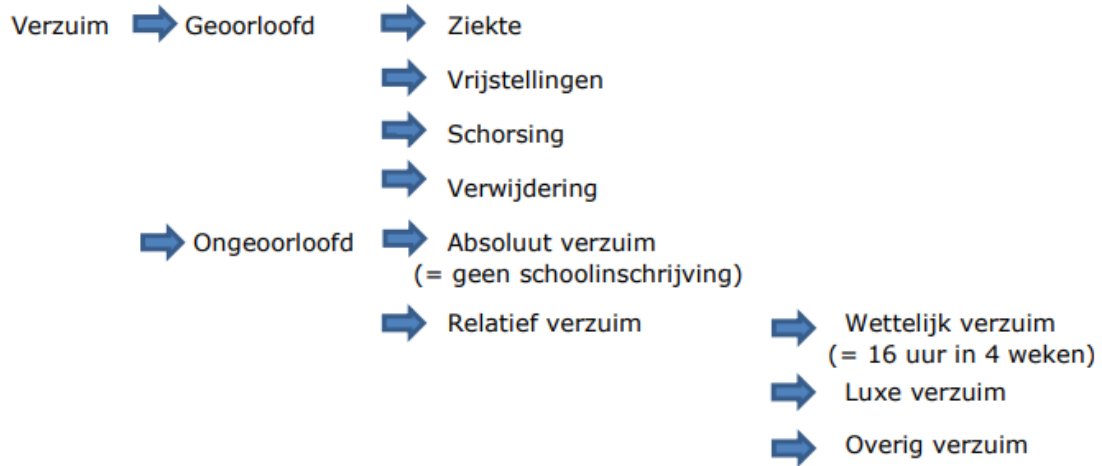 Verzuim Geoorloofd Ziekte
Vrijstellingen
Schorsing
Verwijdering
Ongeoorloofd Absoluut verzuim
(= geen schoolinschrijving)
Relatief verzuim Wettelijk verzuim
(= 16 uur in 4 weken)
Luxe verzuim
Overig verzuim